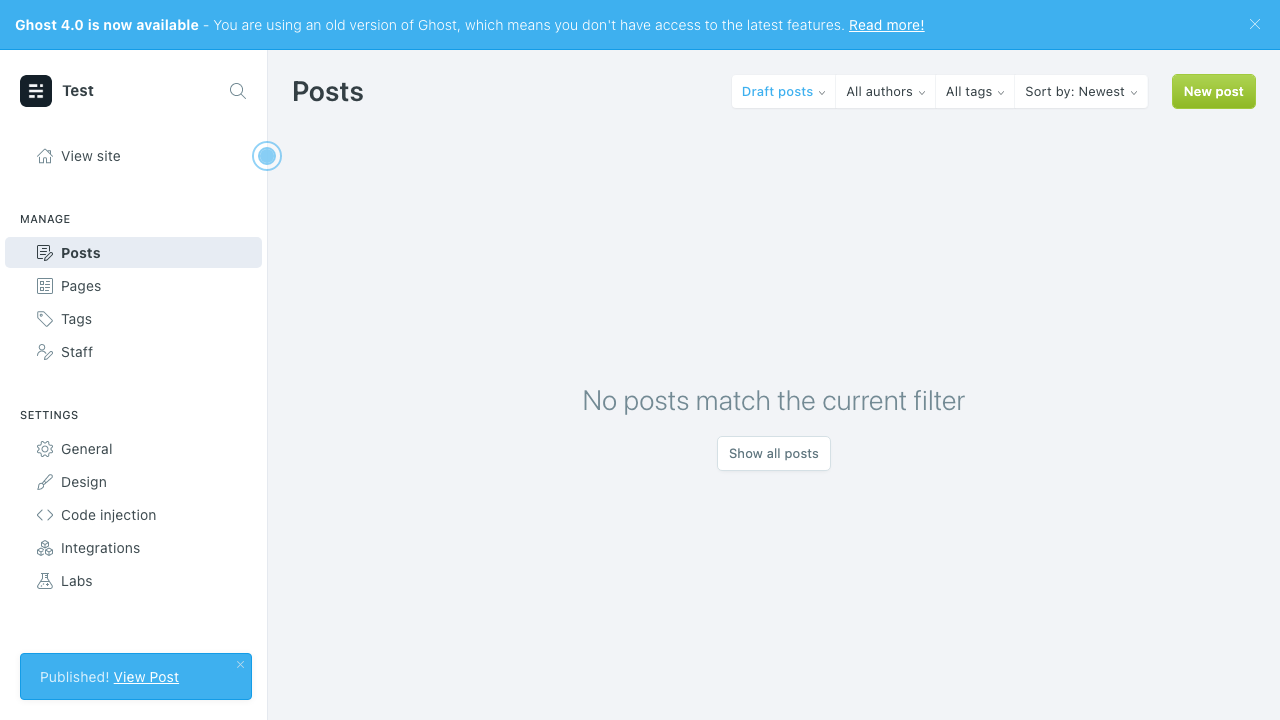 Ghost 4.0 is now available - You are using an old version of Ghost, which means you don't have access to the latest features. Read more!
Test
View site
MANAGE
Posts
Pages
Tags
Staff
SETTINGS
General
Design
Code injection
Integrations
Labs
Published! View Post
Posts
Draft posts All authors All tags Sort by: Newest New post
No posts match the current filter
Show all posts